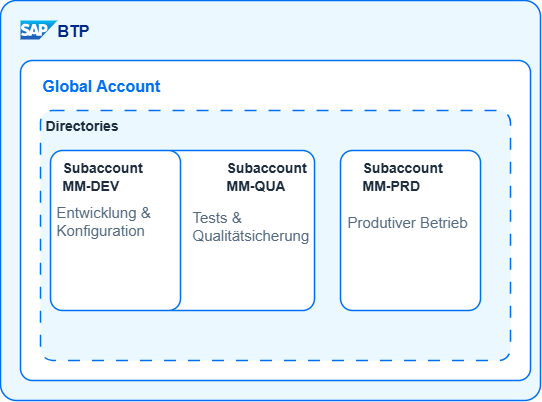 SAP BTP
Global Account
Directories
Subaccount
MM-DEV
Entwicklung &
Konfiguration
Subaccount
MM-QUA
Tests &
Qualitätsicherung
Subaccount
MM-PRD
Produtiver Betrieb